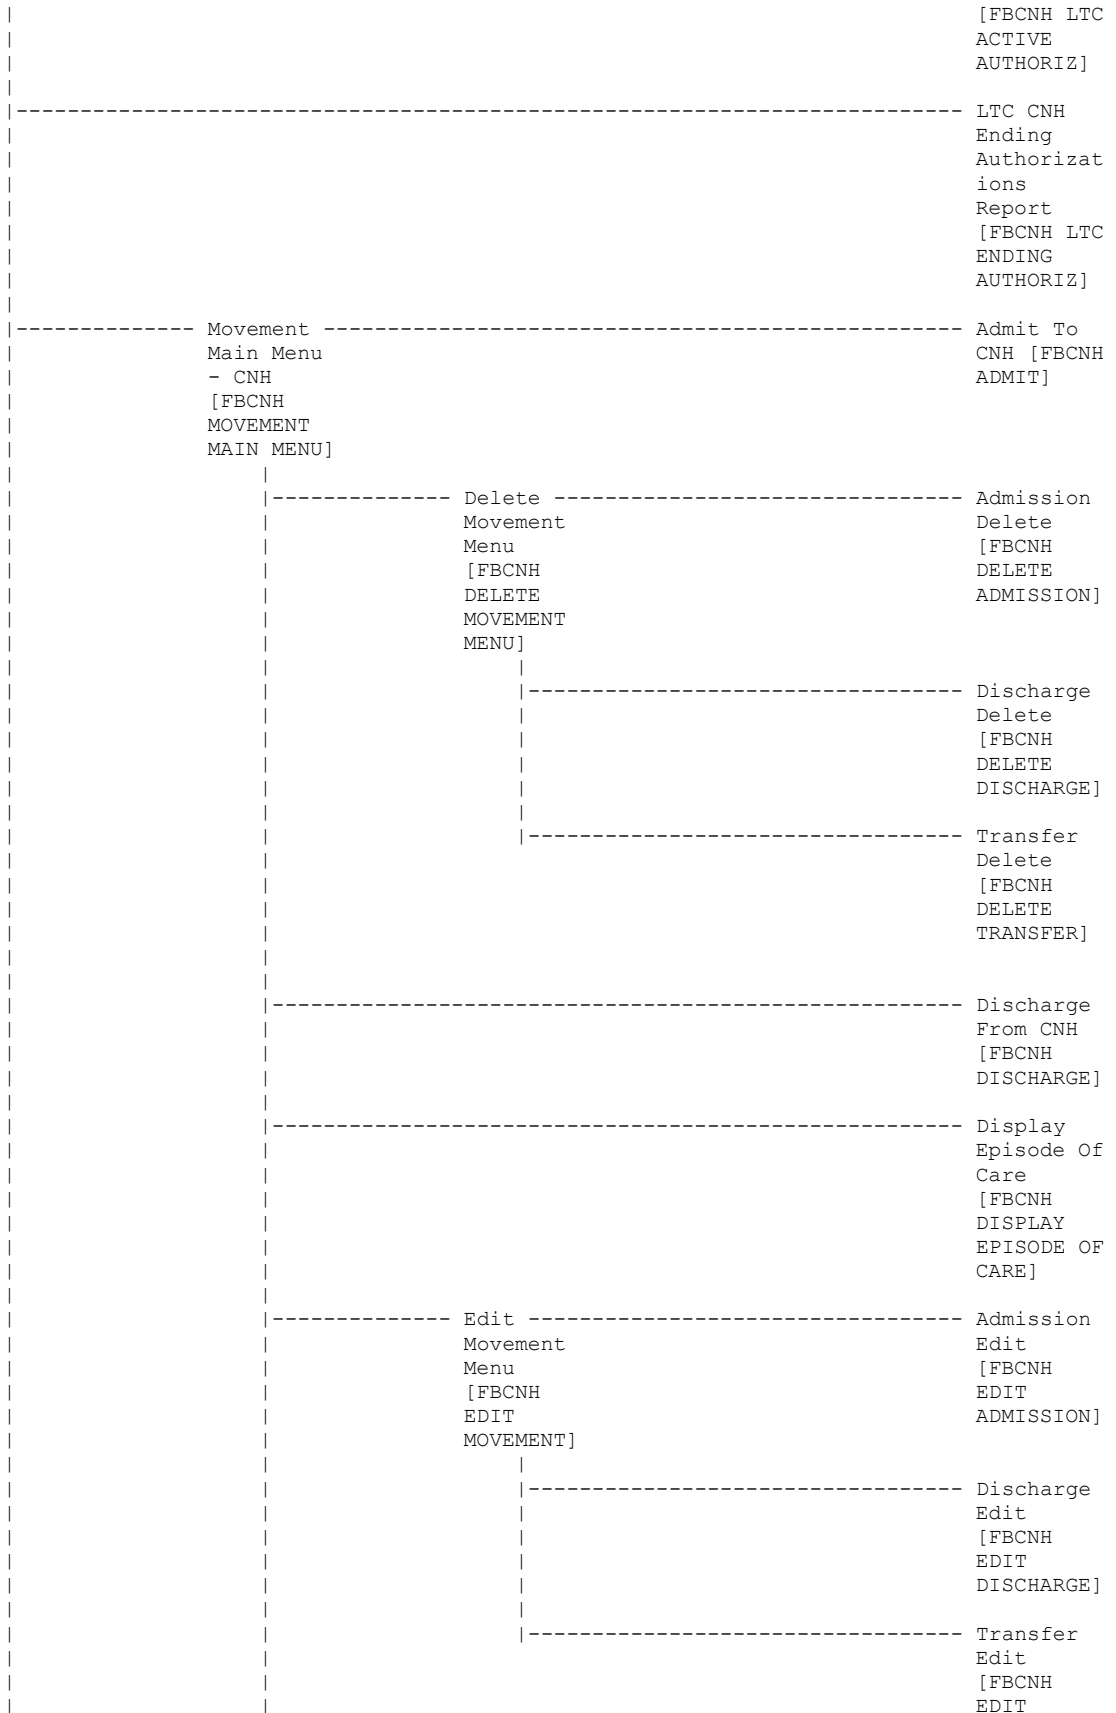 [FBCNH LTC
ACTIVE
AUTHORIZ]
LTC CNH
Ending
Authorizat
ions
Report
[FBCNH LTC
ENDING
AUTHORIZ]
Movement Admit To
Main Menu CNH [FBCNH
- CNH ADMIT]
[FBCNH
MOVEMENT
MAIN MENU]
Delete Admission
Movement Delete
Menu [FBCNH
[FBCNH DELETE
DELETE ADMISSION]
MOVEMENT
MENU]
Discharge
Delete
[FBCNH
DELETE
DISCHARGE]
Transfer
Delete
[FBCNH
DELETE
TRANSFER]
Discharge
From CNH
[FBCNH
DISCHARGE]
Display
Episode Of
Care
[FBCNH
DISPLAY
EPISODE OF
CARE]
Edit Admission
Movement Edit
Menu [FBCNH
[FBCNH EDIT
EDIT ADMISSION]
MOVEMENT]
Discharge
Edit
[FBCNH
EDIT
DISCHARGE]
Transfer
Edit
[FBCNH
EDIT